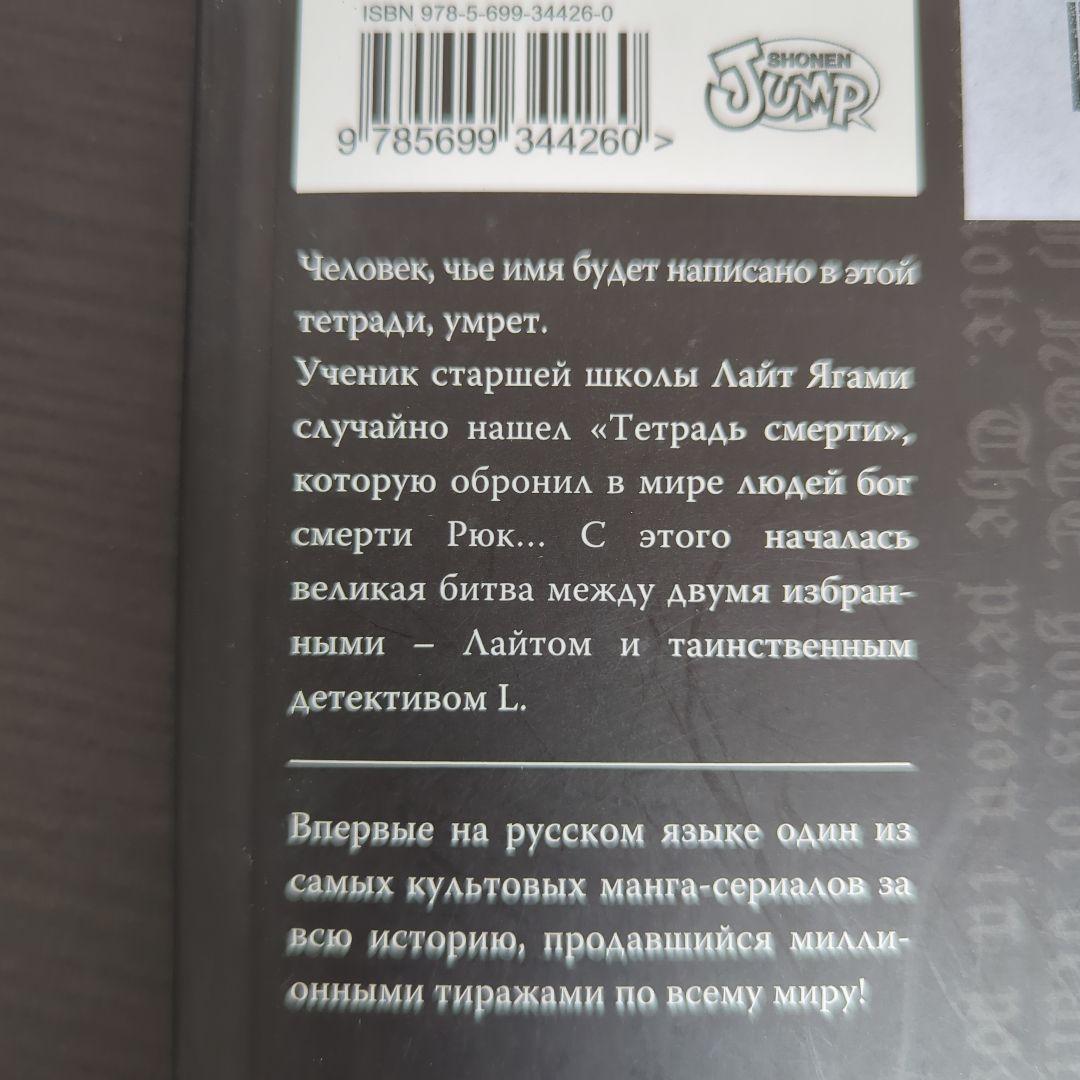 ISBN 978-5-699-34426-0
SHONEN
JUMP
9 785699 344260 >
Человек, чье имя будет написано в этой
тетради, умрет.
Ученик старшей школы Лайт Ягами
случайно нашел «Тетрадь смерти»,
которую обронил в мире людей бог
смерти Рюк... С этого началась
великая битва между двумя избран-
ными – Лайтом и таинственным
детективом L.
Впервые на русском языке один из
самых культовых манга-сериалов за
всю историю, продавшийся милли-
онными тиражами по всему миру!
The person in